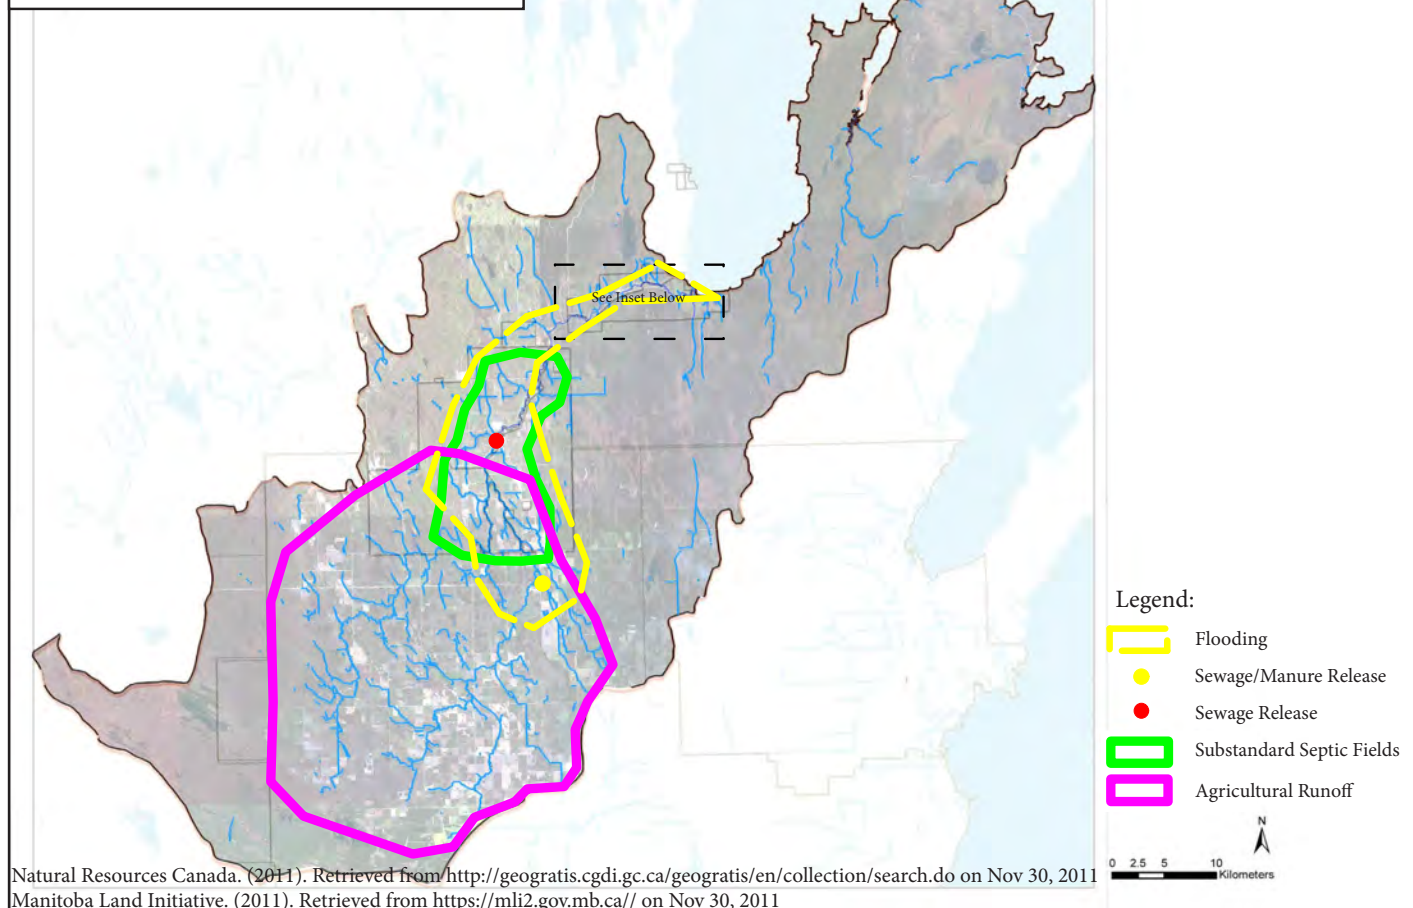 See Inset Below
Legend:
Flooding
Sewage/Manure Release
Sewage Release
Substandard Septic Fields
Agricultural Runoff
N
0 2.5 5 10
Kilometers
Natural Resources Canada. (2011). Retrieved from http://geogratis.cgdi.gc.ca/geogratis/en/collection/search.do on Nov 30, 2011
Manitoba Land Initiative. (2011). Retrieved from https://mli2.gov.mb.ca// on Nov 30, 2011